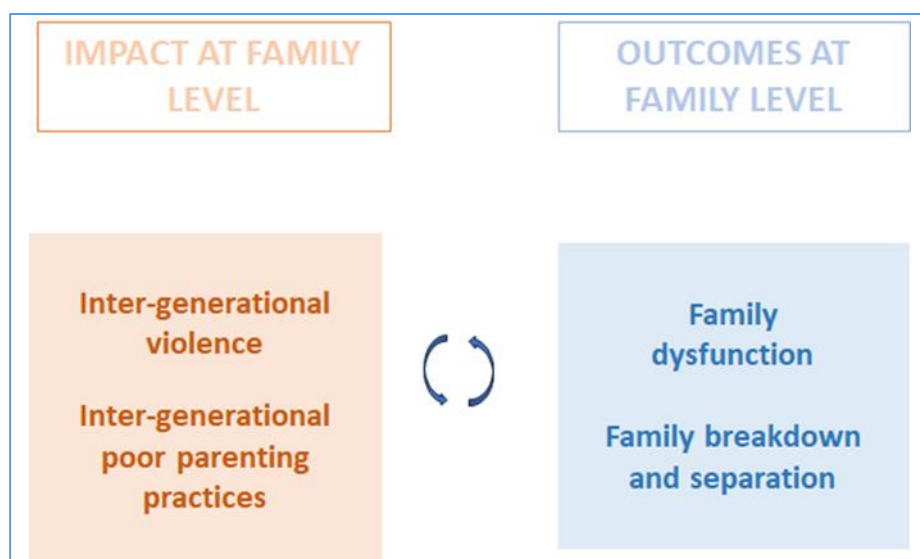 IMPACT AT FAMILY
LEVEL
OUTCOMES AT
FAMILY LEVEL
Inter-generational
violence
Inter-generational
poor parenting
practices
Family
dysfunction
Family breakdown
and separation